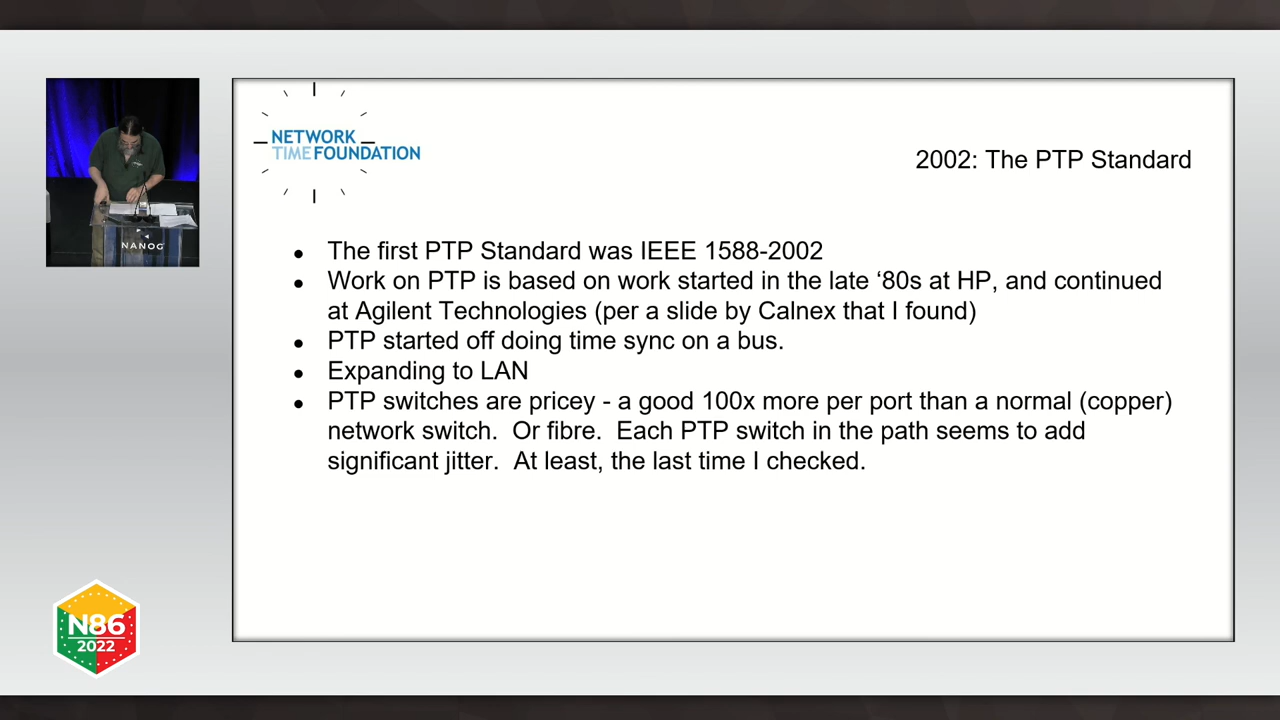 NETWORK
TIME FOUNDATION
2002: The PTP Standard
● The first PTP Standard was IEEE 1588-2002
● Work on PTP is based on work started in the late ‘80s at HP, and continued
at Agilent Technologies (per a slide by Calnex that I found)
● PTP started off doing time sync on a bus.
● Expanding to LAN
● PTP switches are pricey - a good 100x more per port than a normal (copper)
network switch.  Or fibre.  Each PTP switch in the path seems to add
significant jitter.  At least, the last time I checked.
NANOG
N86
2022